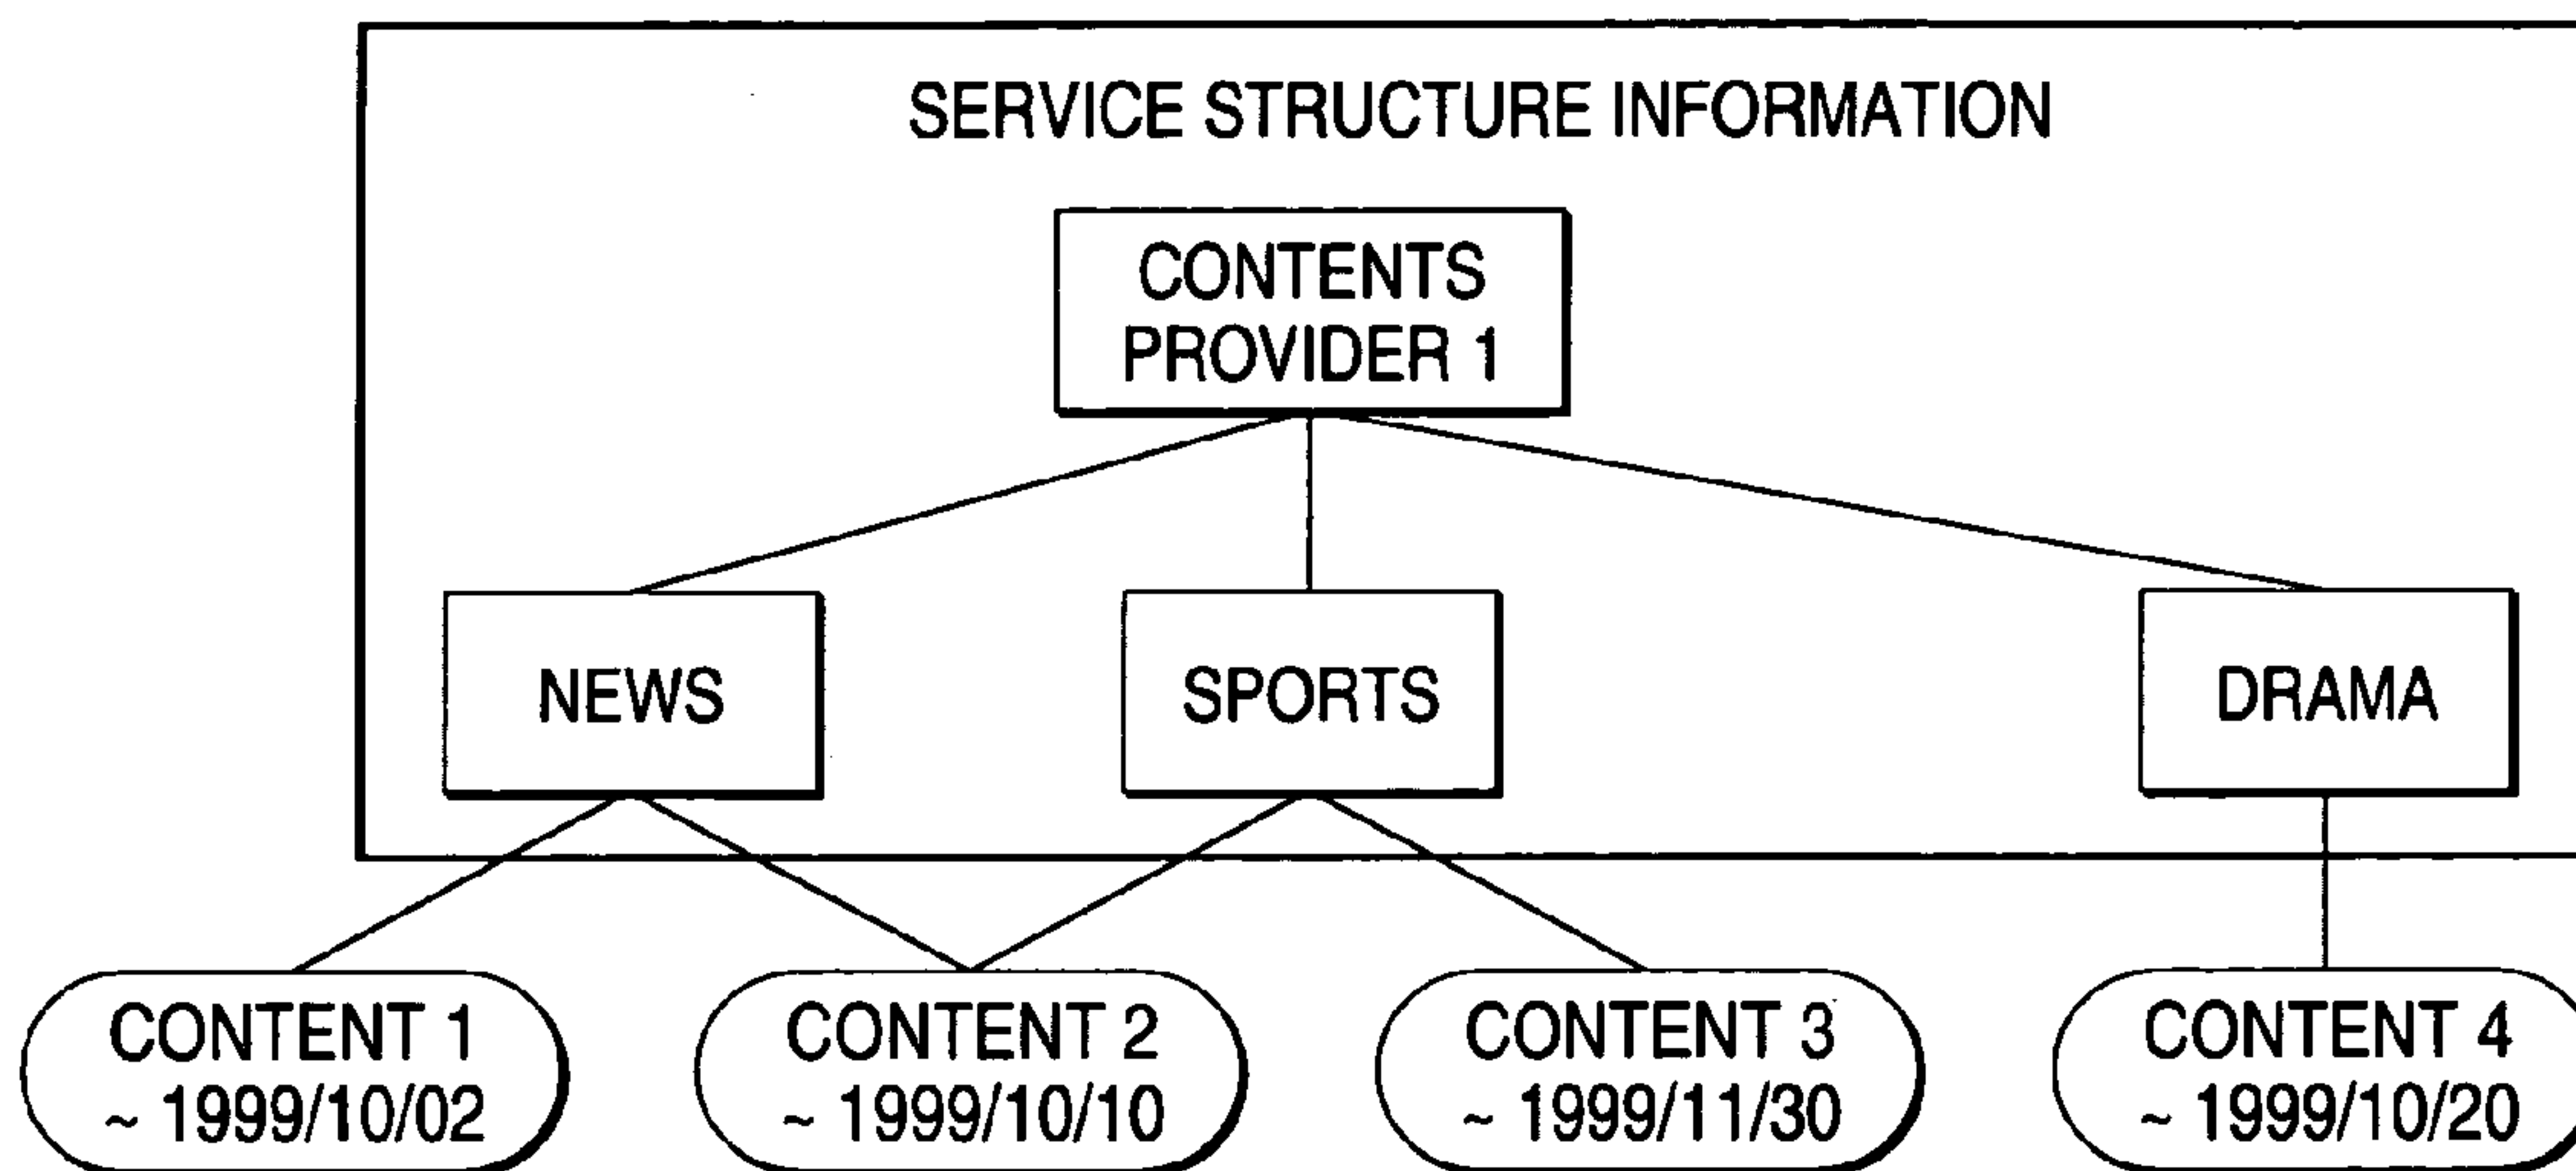 SERVICE STRUCTURE INFORMATION
CONTENTS
PROVIDER 1
NEWS
SPORTS
DRAMA
CONTENT 1
~ 1999/10/02
CONTENT 2
~ 1999/10/10
CONTENT 3
~ 1999/11/30
CONTENT 4
~ 1999/10/20